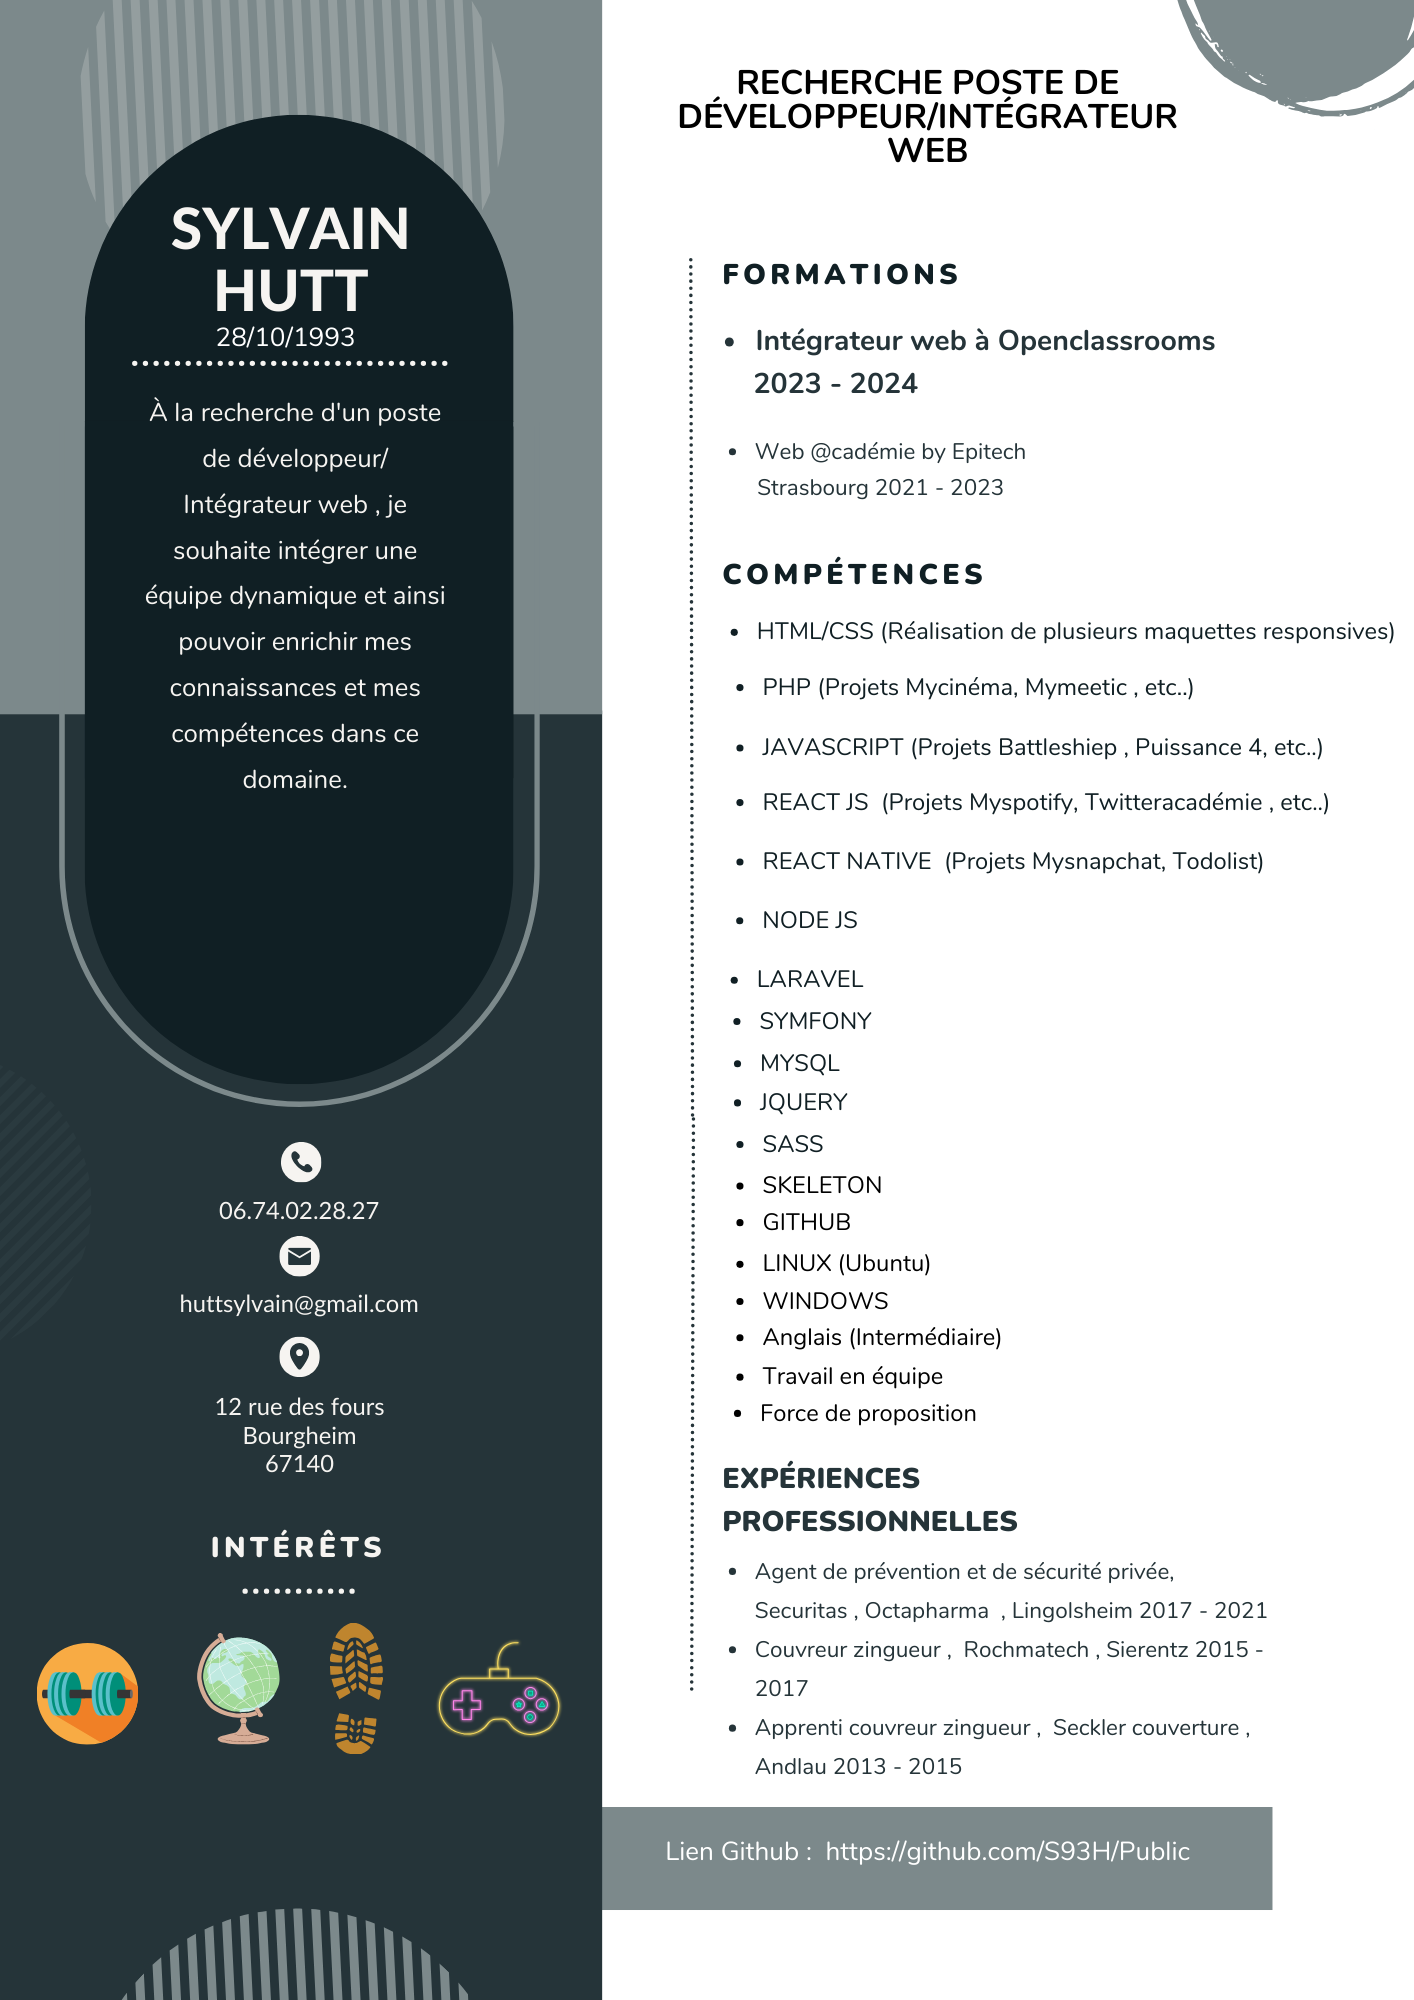 SYLVAIN
HUTT
28/10/1993
À la recherche d'un poste
de développeur/
Intégrateur web , je
souhaite intégrer une
équipe dynamique et ainsi
pouvoir enrichir mes
connaissances et mes
compétences dans ce
domaine.
06.74.02.28.27
huttsylvain@gmail.com
12 rue des fours
Bourgheim
67140
INTÉRÊTS
RECHERCHE POSTE DE
DÉVELOPPEUR/INTÉGRATEUR
WEB
FORMATIONS
• Intégrateur web à Openclassrooms
2023 - 2024
• Web @cadémie by Epitech
Strasbourg 2021 - 2023
COMPÉTENCES
• HTML/CSS (Réalisation de plusieurs maquettes responsives)
• PHP (Projets Mycinéma, Mymeetic , etc..)
• JAVASCRIPT (Projets Battleshiep , Puissance 4, etc..)
• REACT JS  (Projets Myspotify, Twitteracadémie , etc..)
• REACT NATIVE  (Projets Mysnapchat, Todolist)
• NODE JS
• LARAVEL
• SYMFONY
• MYSQL
• JQUERY
• SASS
• SKELETON
• GITHUB
• LINUX (Ubuntu)
• WINDOWS
• Anglais (Intermédiaire)
• Travail en équipe
• Force de proposition
EXPÉRIENCES
PROFESSIONNELLES
• Agent de prévention et de sécurité privée,
Securitas , Octapharma  , Lingolsheim 2017 - 2021
• Couvreur zingueur ,  Rochmatech , Sierentz 2015 -
2017
• Apprenti couvreur zingueur ,  Seckler couverture ,
Andlau 2013 - 2015
Lien Github :  https://github.com/S93H/Public